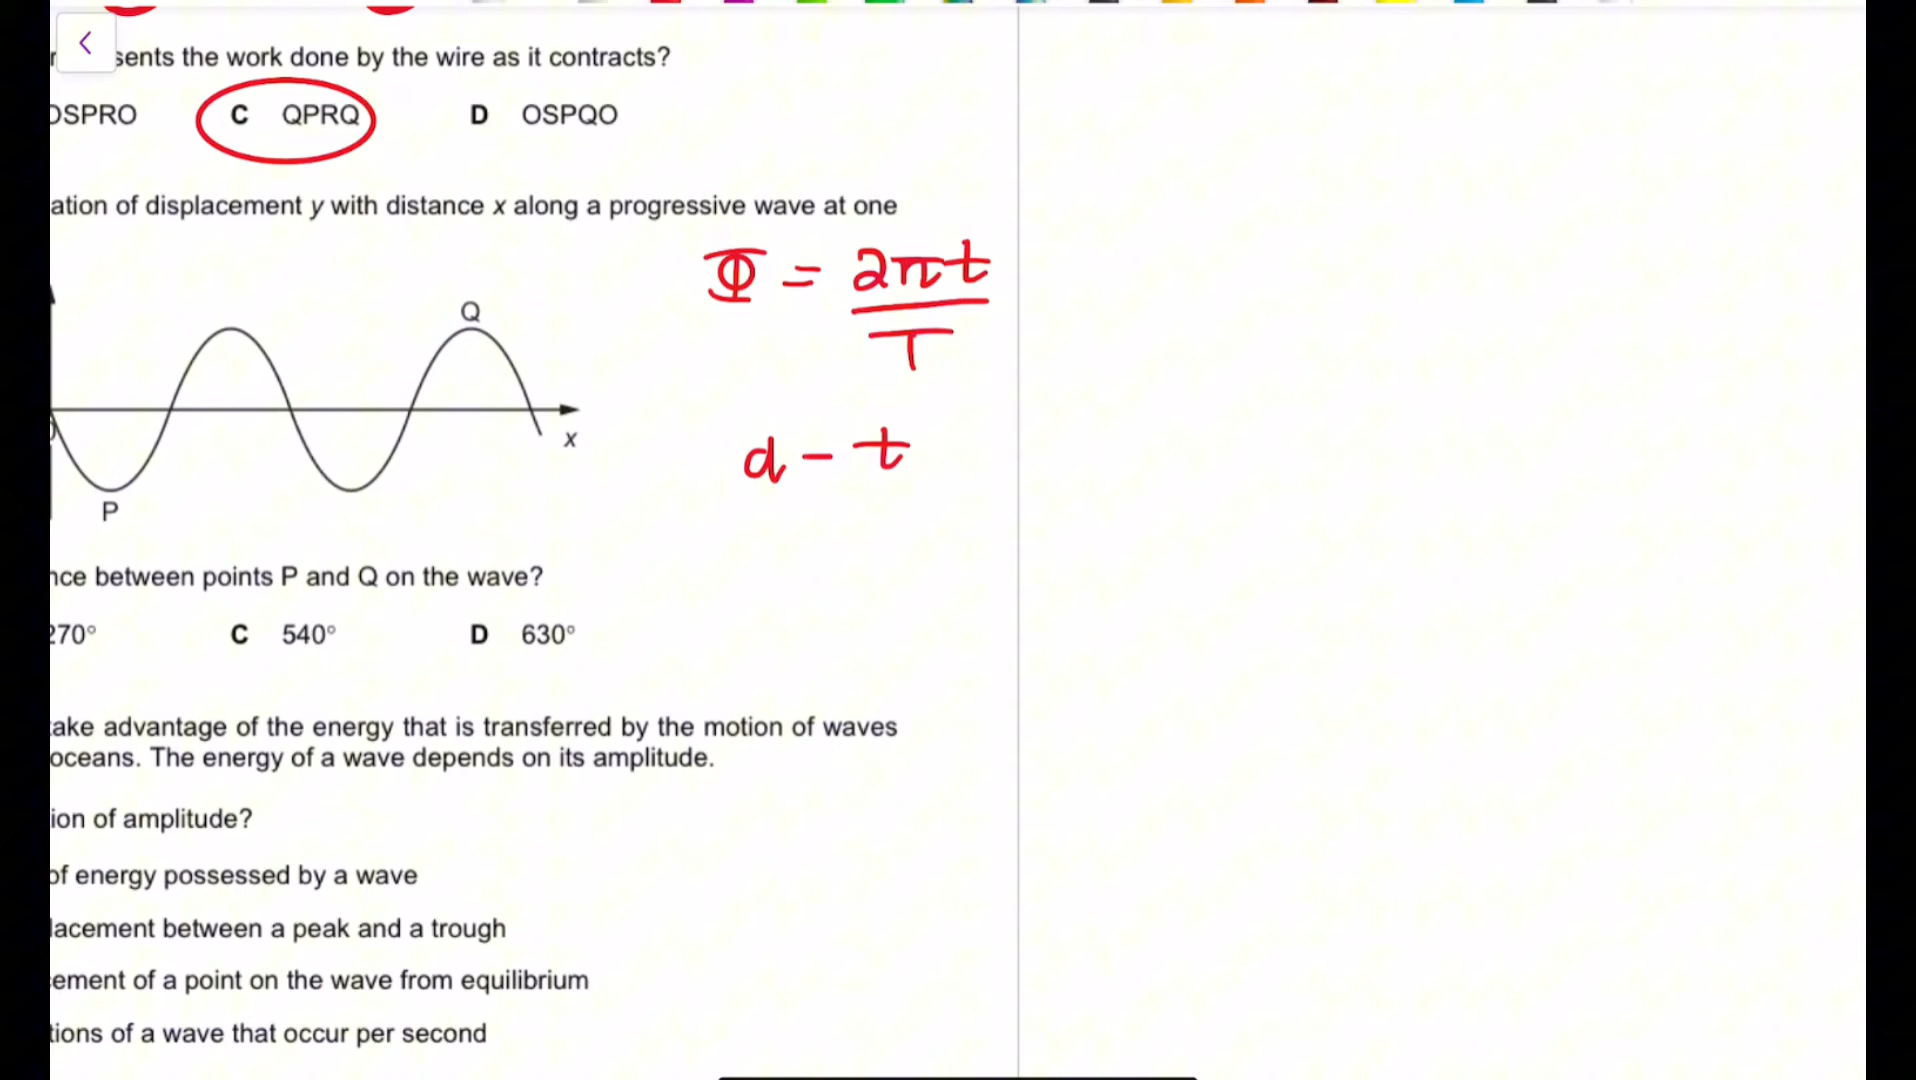 sents the work done by the wire as it contracts?
OSPRO C QPRQ D OSPQO
ation of displacement y with distance x along a progressive wave at one
Φ = 2πt
T
Q
d - t
x
P
nce between points P and Q on the wave?
270° C 540° D 630°
take advantage of the energy that is transferred by the motion of waves
oceans. The energy of a wave depends on its amplitude.
ion of amplitude?
of energy possessed by a wave
lacement between a peak and a trough
cement of a point on the wave from equilibrium
tions of a wave that occur per second